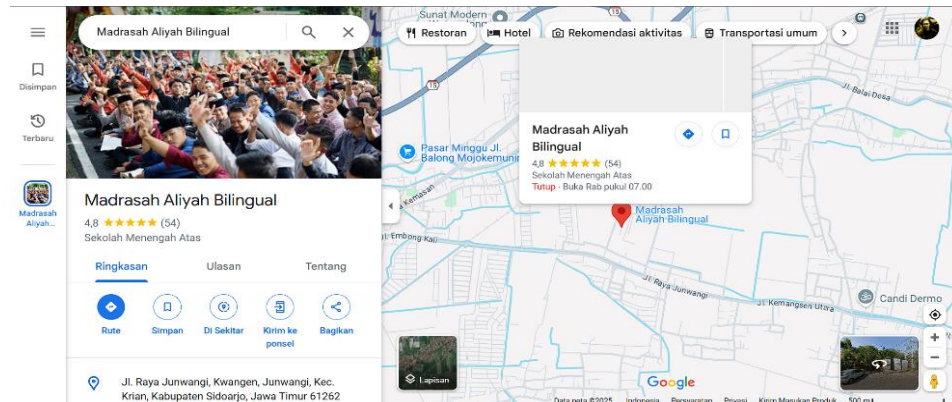 Madrasah Aliyah Bilingual
Disimpan
Terbaru
Madrasah
Aliyah...
Madrasah Aliyah Bilingual
4,8 ★★★★★ (54)
Sekolah Menengah Atas
Ringkasan
Ulasan
Tentang
Rute
Simpan
Di Sekitar
Kirim ke
ponsel
Bagikan
Jl. Raya Junwangi, Kwangen, Junwangi, Kec.
Krian, Kabupaten Sidoarjo, Jawa Timur 61262
Sunat Modern
Restoran
Hotel
Rekomendasi aktivitas
Transportasi umum
15
15
Jl. Balai Desa
Madrasah Aliyah
Bilingual
4,8 ★★★★★ (54)
Sekolah Menengah Atas
Tutup · Buka Rab pukul 07.00
Pasar Minggu Jl.
Balong Mojokemunir
Kemasan
Madrasah
Aliyah Bilingual
Jl. Embong Kali
Jl. Raya Junwangi
Jl. Kemangsen Utara
Candi Dermo
Lapisan
Google
Data peta ©2025
Indonesia
Persyaratan
Privasi
Kirim Masukan Produk
500 m